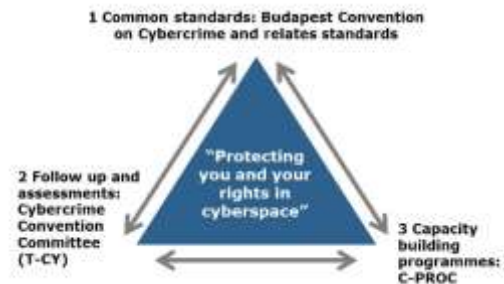 1 Common standards: Budapest Convention
on Cybercrime and relates standards
“Protecting
you and your
rights in
cyberspace”
2 Follow up and
assessments:
Cybercrime
Convention
Committee
(T-CY)
3 Capacity
building
programmes:
C-PROC